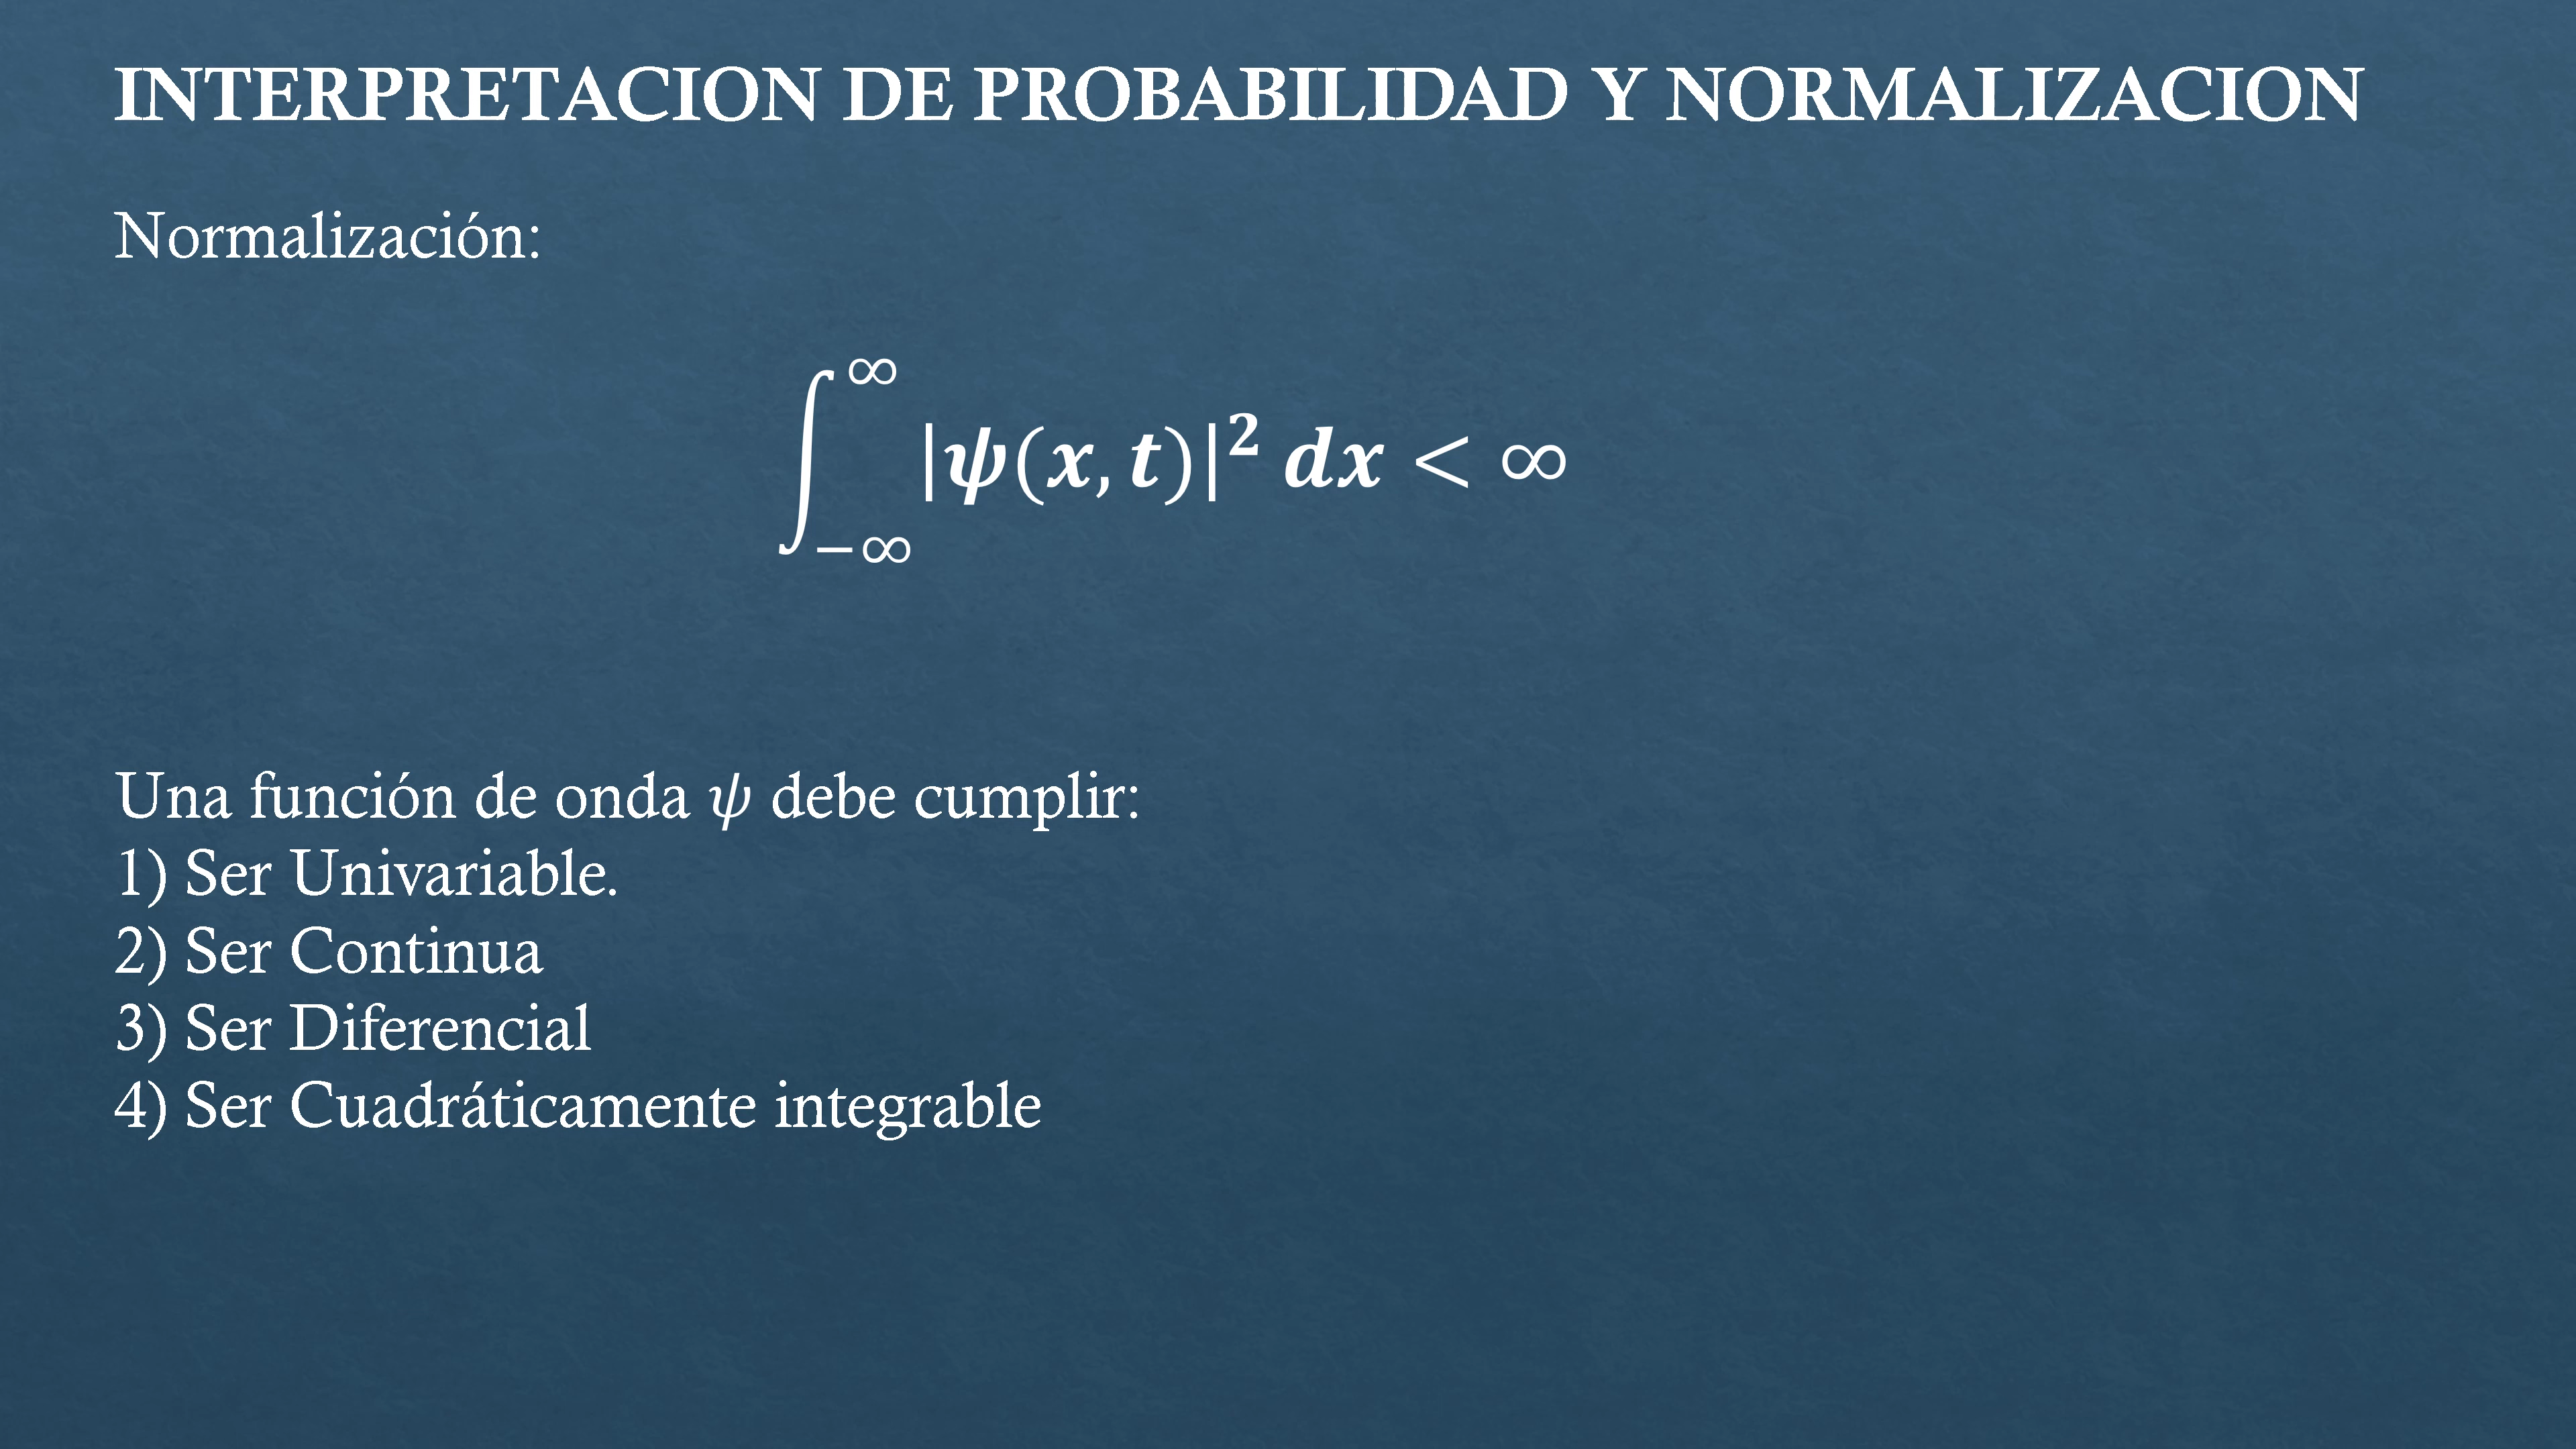 INTERPRETACION DE PROBABILIDAD Y NORMALIZACION
Normalización:
∫_{-∞}^{∞} |ψ(x, t)|² dx < ∞
Una función de onda ψ debe cumplir:
1) Ser Univariable.
2) Ser Continua
3) Ser Diferencial
4) Ser Cuadráticamente integrable